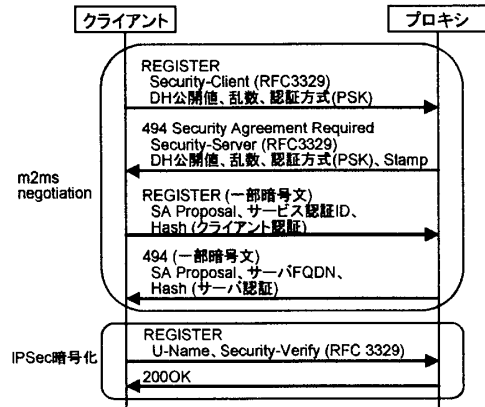 クライアント
プロキシ
REGISTER
Security-Client (RFC3329)
DH公開値、乱数、認証方式(PSK)
494 Security Agreement Required
Security-Server (RFC3329)
DH公開値、乱数、認証方式(PSK)、Stamp
m2ms
negotiation
REGISTER (一部暗号文)
SA Proposal、サービス認証ID、
Hash (クライアント認証)
494 (一部暗号文)
SA Proposal、サーバFQDN、
Hash (サーバ認証)
IPSec暗号化
REGISTER
U-Name、Security-Verify (RFC 3329)
200OK